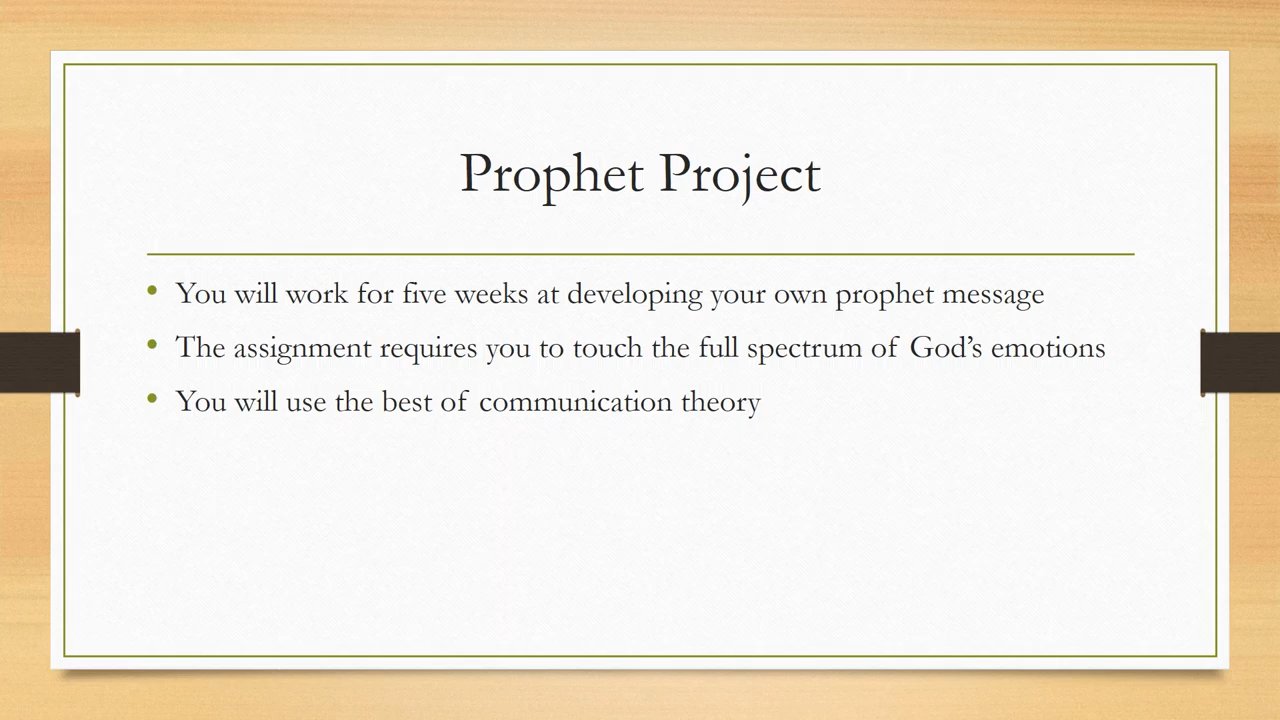 Prophet Project
• You will work for five weeks at developing your own prophet message
• The assignment requires you to touch the full spectrum of God’s emotions
• You will use the best of communication theory